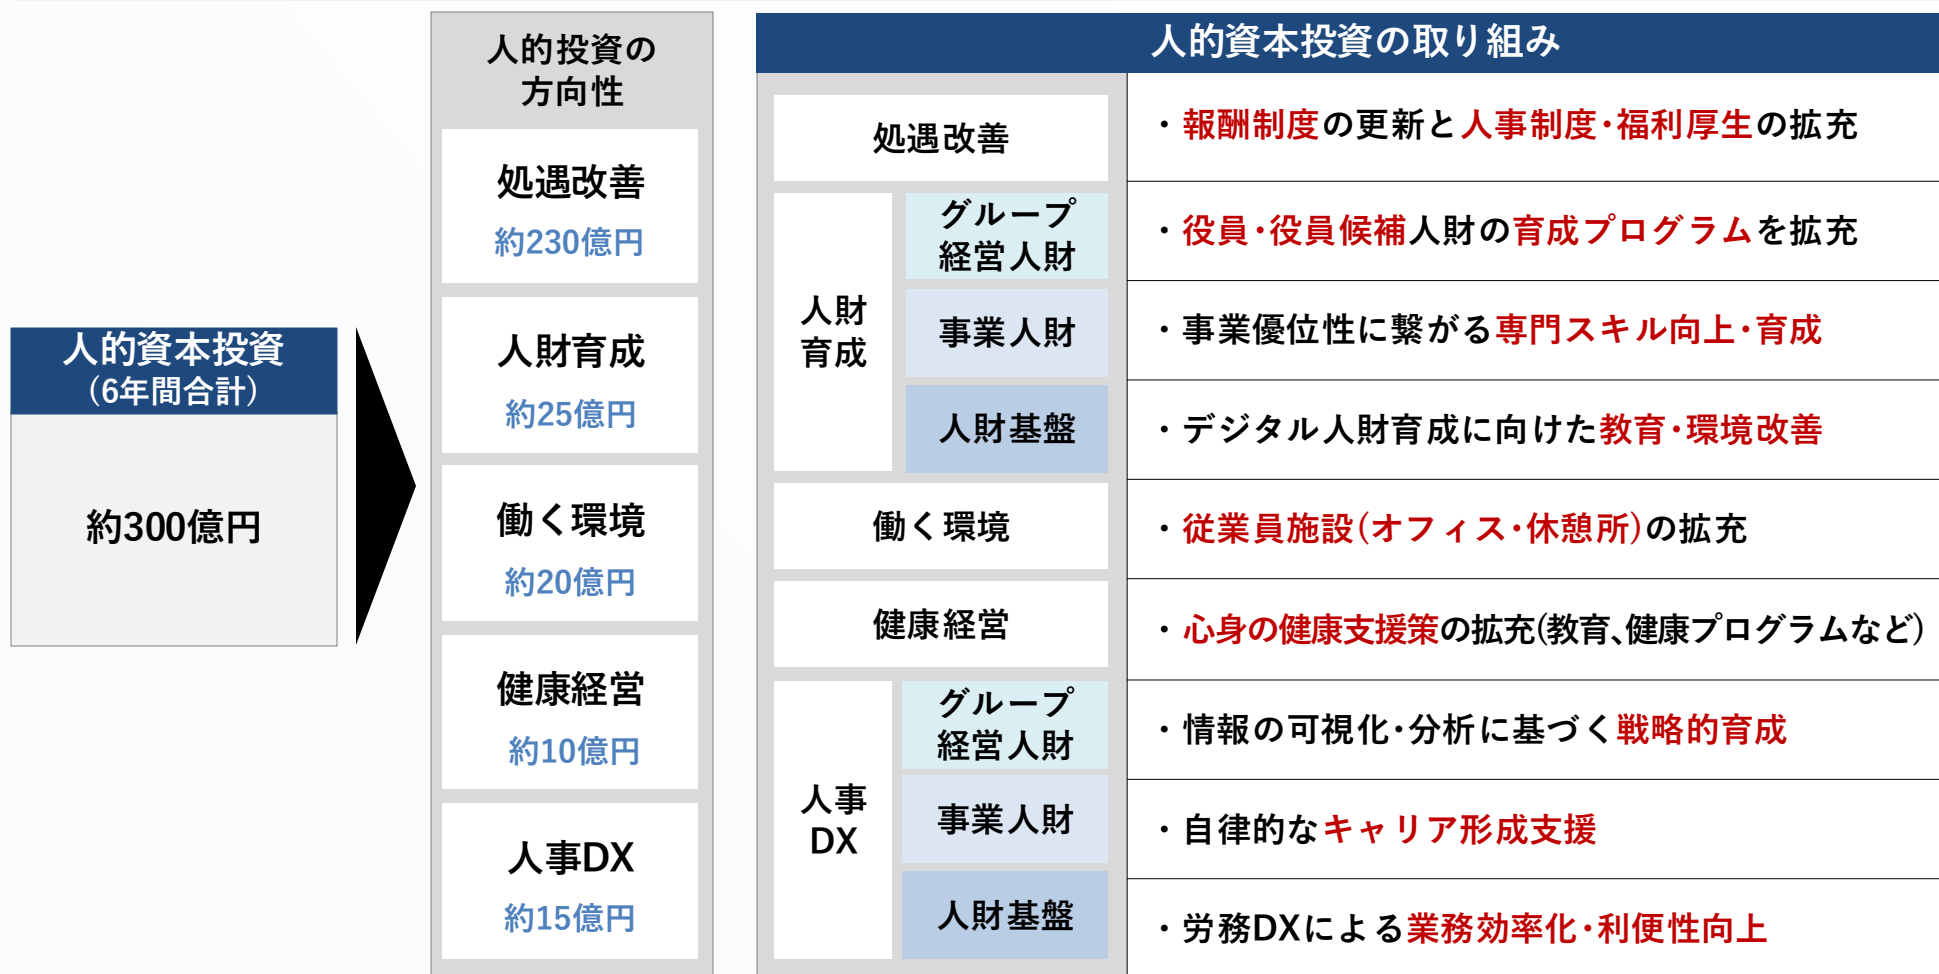 人的資本投資
（6年間合計）
約300億円
人的投資の
方向性
処遇改善
約230億円
人財育成
約25億円
働く環境
約20億円
健康経営
約10億円
人事DX
約15億円
人的資本投資の取り組み
処遇改善
・報酬制度の更新と人事制度･福利厚生の拡充
人財
育成
グループ
経営人財
・役員･役員候補人財の育成プログラムを拡充
事業人財
・事業優位性に繋がる専門スキル向上･育成
人財基盤
・デジタル人財育成に向けた教育･環境改善
働く環境
・従業員施設(オフィス･休憩所)の拡充
健康経営
・心身の健康支援策の拡充(教育､健康プログラムなど)
人事
DX
グループ
経営人財
・情報の可視化･分析に基づく戦略的育成
事業人財
・自律的なキャリア形成支援
人財基盤
・労務DXによる業務効率化･利便性向上